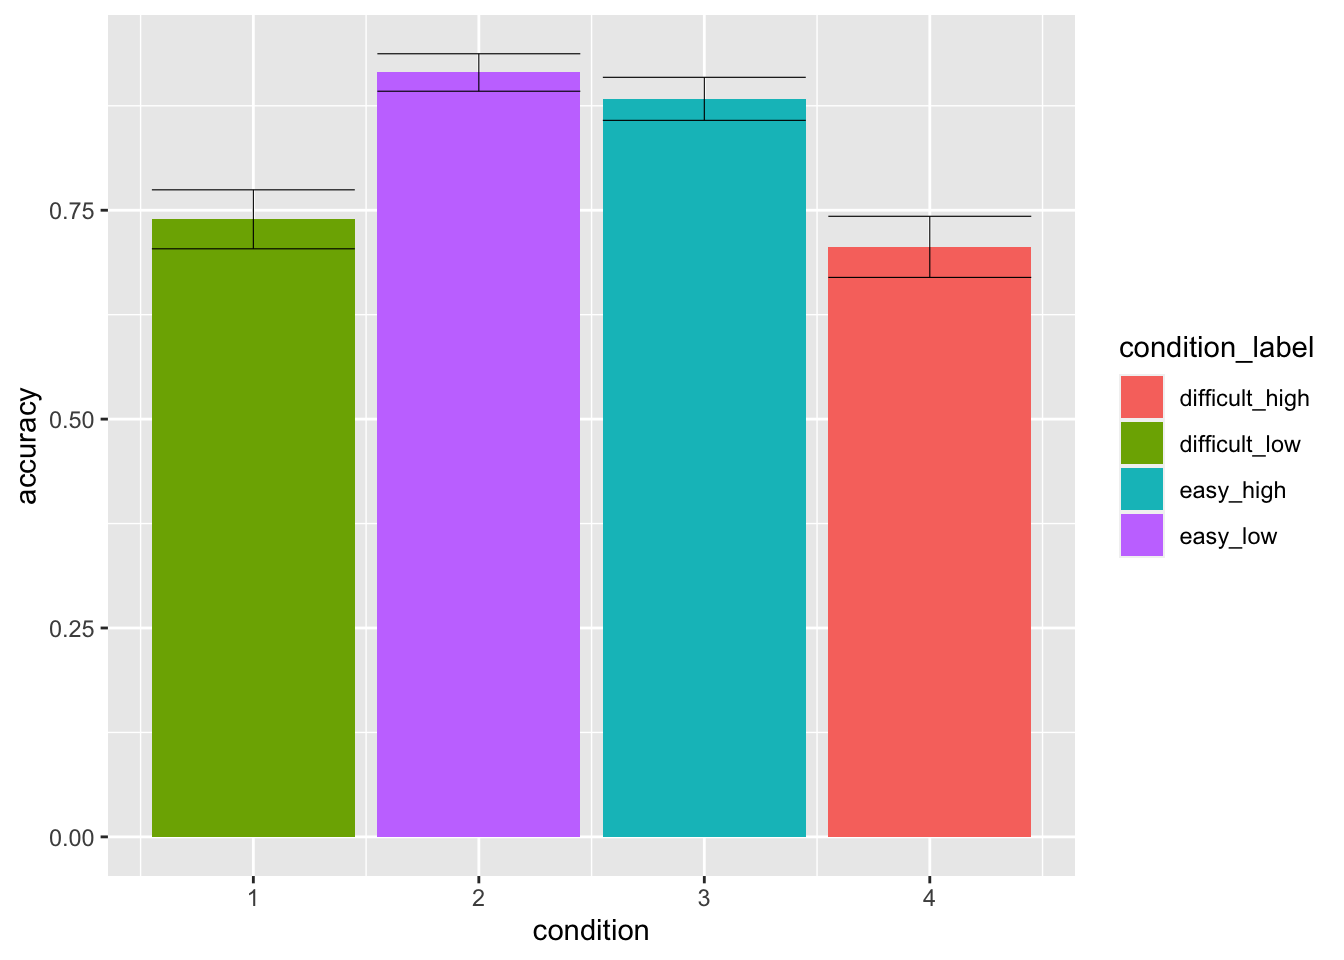 accuracy
0.75
0.50
0.25
0.00
1 2 3 4
condition
condition_label
difficult_high
difficult_low
easy_high
easy_low